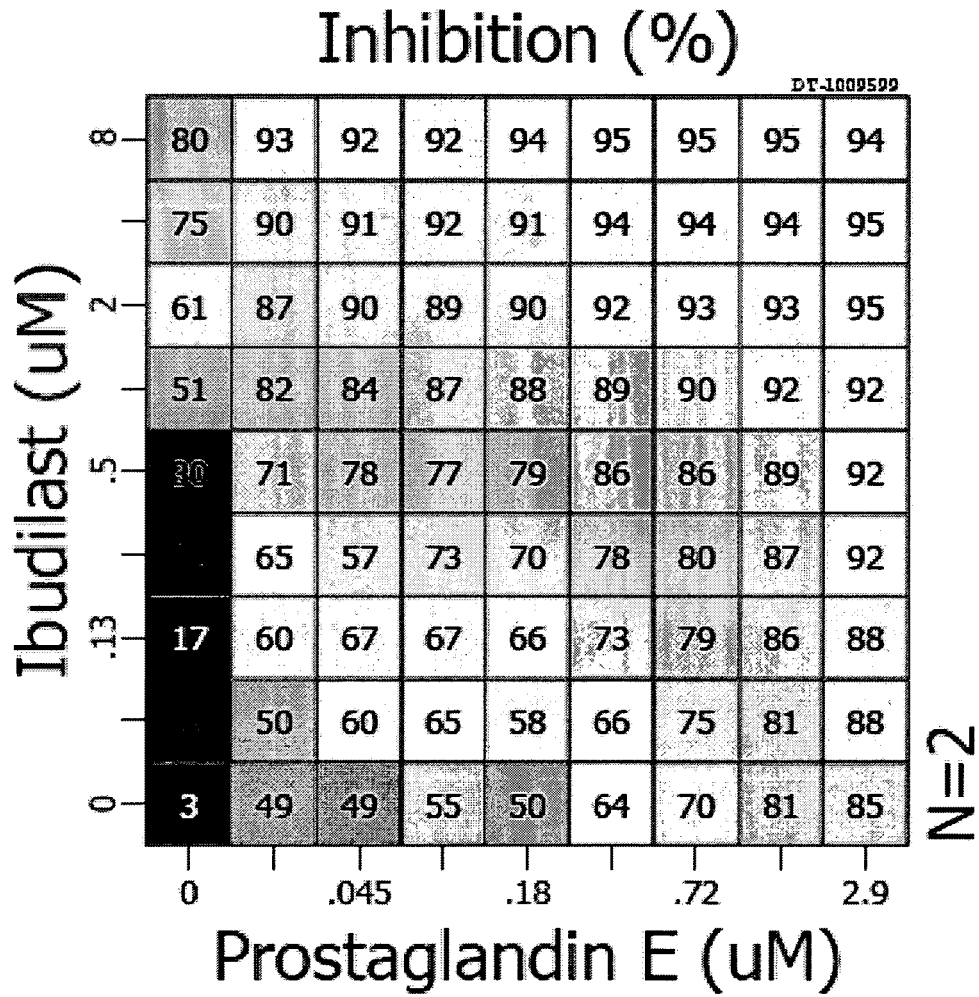 Inhibition (%)
DT-1009599
8 80 93 92 92 94 95 95 95 94
75 90 91 92 91 94 94 94 95
2 61 87 90 89 90 92 93 93 95
51 82 84 87 88 89 90 92 92
.5 30 71 78 77 79 86 86 89 92
65 57 73 70 78 80 87 92
.13 17 60 67 67 66 73 79 86 88
50 60 65 58 66 75 81 88
0 3 49 49 55 50 64 70 81 85
0 .045 .18 .72 2.9
Prostaglandin E (uM)
Ibudilast (uM)
N=2